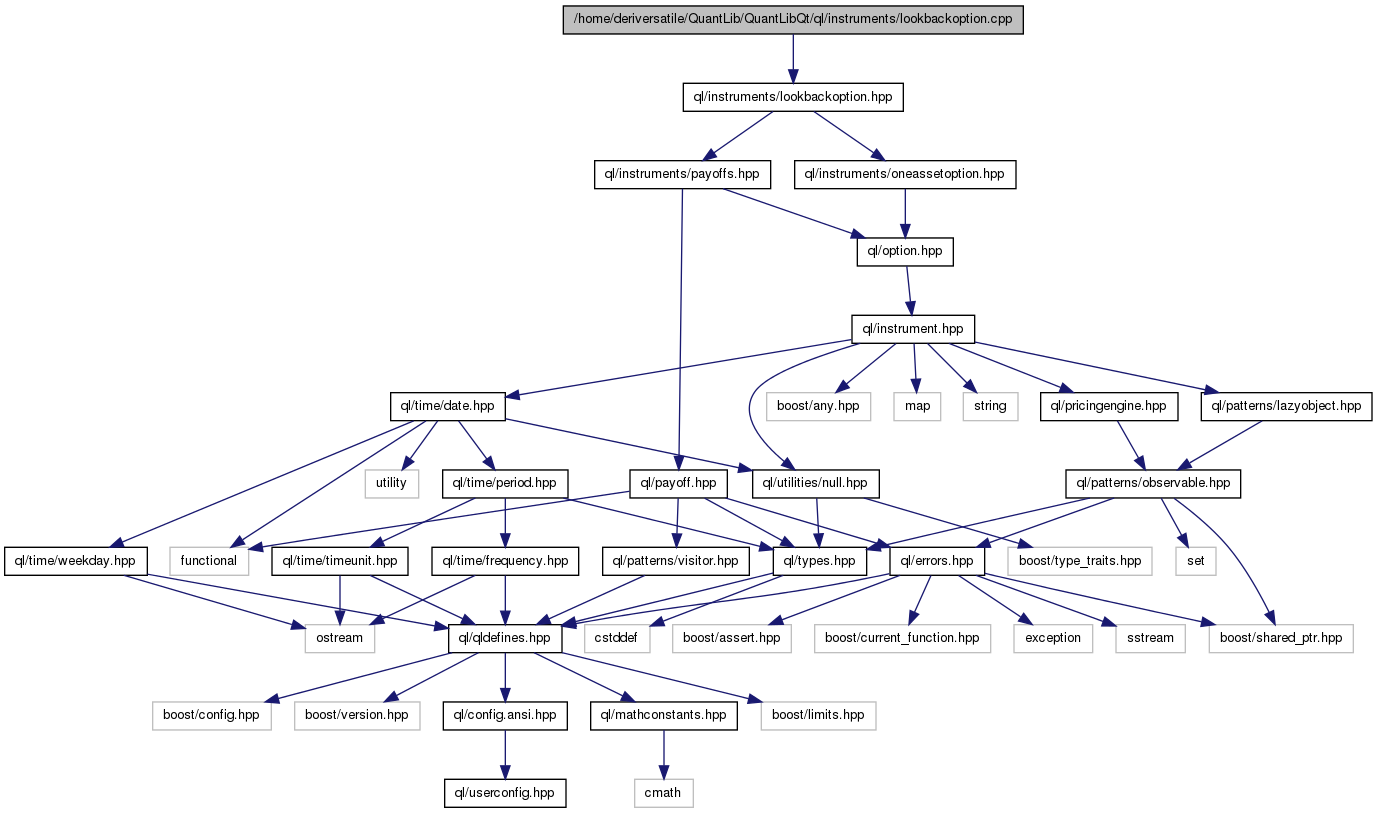 /home/deriversatile/QuantLib/QuantLibQt/ql/instruments/lookbackoption.cpp
ql/instruments/lookbackoption.hpp
ql/instruments/payoffs.hpp
ql/instruments/oneassetoption.hpp
ql/option.hpp
ql/instrument.hpp
ql/time/date.hpp
boost/any.hpp
map
string
ql/pricingengine.hpp
ql/patterns/lazyobject.hpp
utility
ql/time/period.hpp
ql/payoff.hpp
ql/utilities/null.hpp
ql/patterns/observable.hpp
ql/time/weekday.hpp
functional
ql/time/timeunit.hpp
ql/time/frequency.hpp
ql/patterns/visitor.hpp
ql/types.hpp
ql/errors.hpp
boost/type_traits.hpp
set
ostream
ql/qldefines.hpp
cstddef
boost/assert.hpp
boost/current_function.hpp
exception
sstream
boost/shared_ptr.hpp
boost/config.hpp
boost/version.hpp
ql/config.ansi.hpp
ql/mathconstants.hpp
boost/limits.hpp
ql/userconfig.hpp
cmath